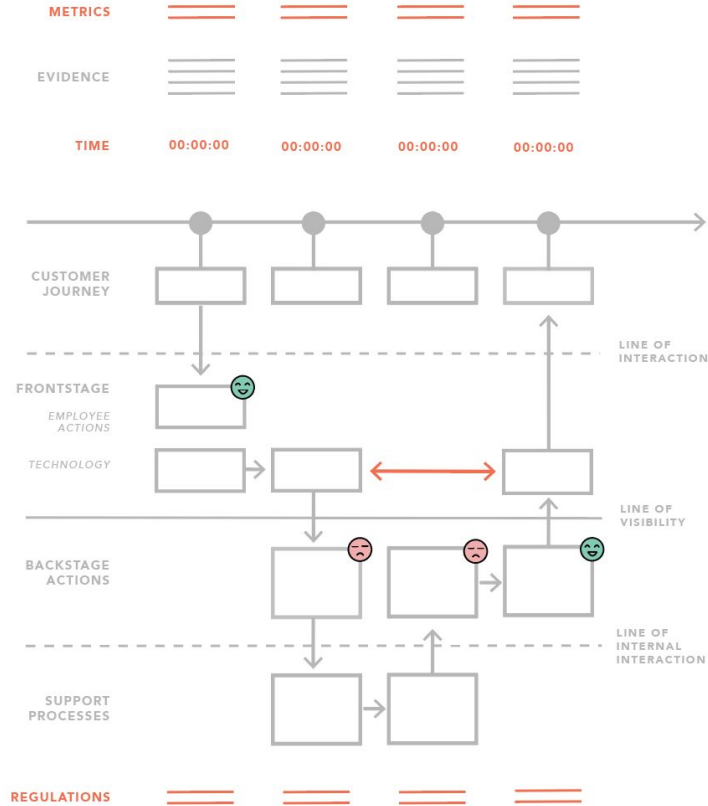 METRICS
EVIDENCE
TIME
00:00:00
00:00:00
00:00:00
00:00:00
CUSTOMER
JOURNEY
LINE OF
INTERACTION
FRONTSTAGE
EMPLOYEE
ACTIONS
TECHNOLOGY
LINE OF
VISIBILITY
BACKSTAGE
ACTIONS
LINE OF
INTERNAL
INTERACTION
SUPPORT
PROCESSES
REGULATIONS